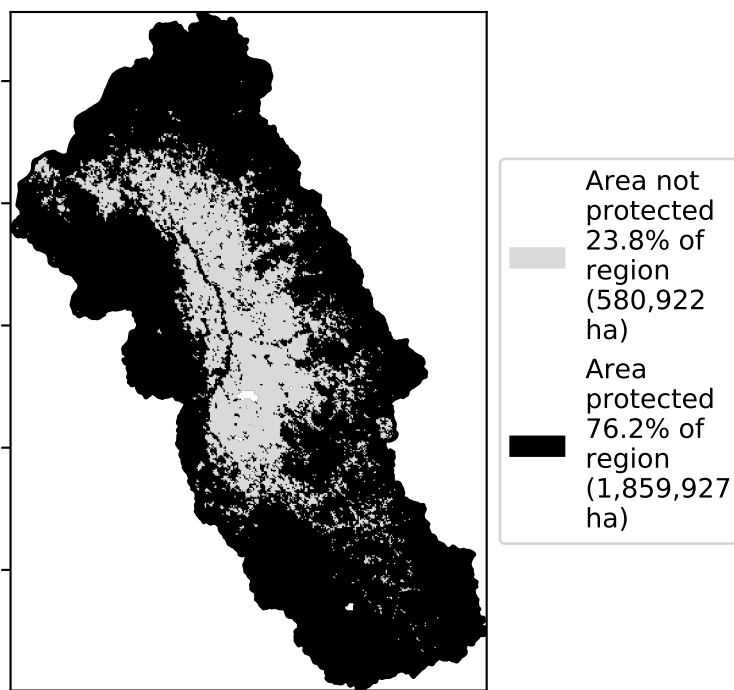 Area not
protected
23.8% of
region
(580,922
ha)
Area
protected
76.2% of
region
(1,859,927
ha)